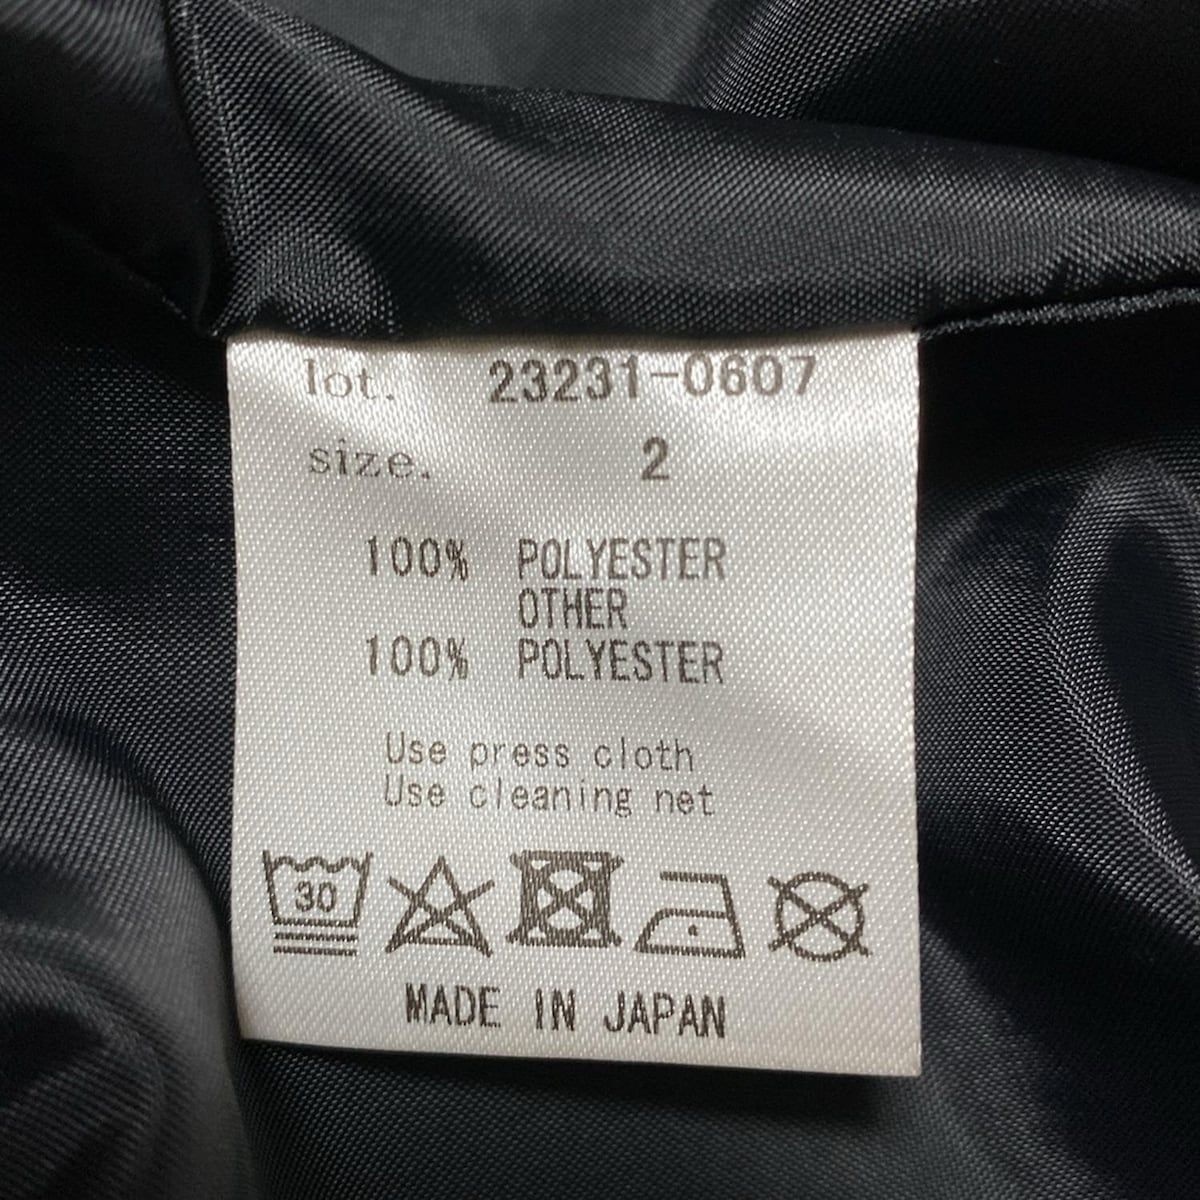 lot. 23231-0607
size. 2
100% POLYESTER
OTHER
100% POLYESTER
Use press cloth
Use cleaning net
30
MADE IN JAPAN